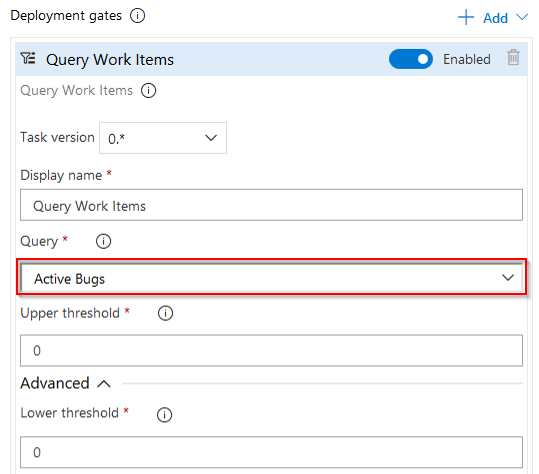 Deployment gates
Add
Query Work Items
Enabled
Query Work Items
Task version 0.*
Display name *
Query Work Items
Query *
Active Bugs
Upper threshold *
0
Advanced
Lower threshold *
0